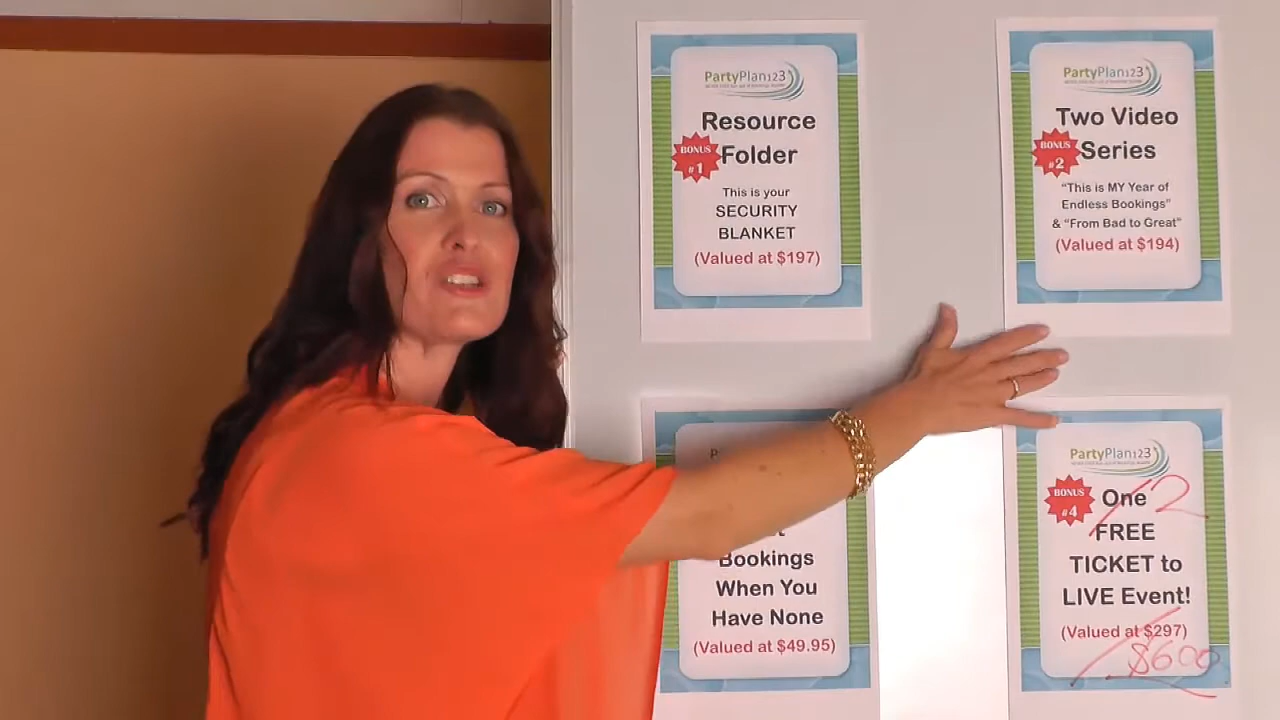 PartyPlan123
Resource
BONUS
#1
Folder
This is your
SECURITY
BLANKET
(Valued at $197)
PartyPlan123
Two Video
BONUS
#2
Series
"This is MY Year of
Endless Bookings"
& "From Bad to Great"
(Valued at $194)
Bookings
When You
Have None
(Valued at $49.95)
PartyPlan123
BONUS
#4
One 2
FREE
TICKET to
LIVE Event!
(Valued at $297)
$600